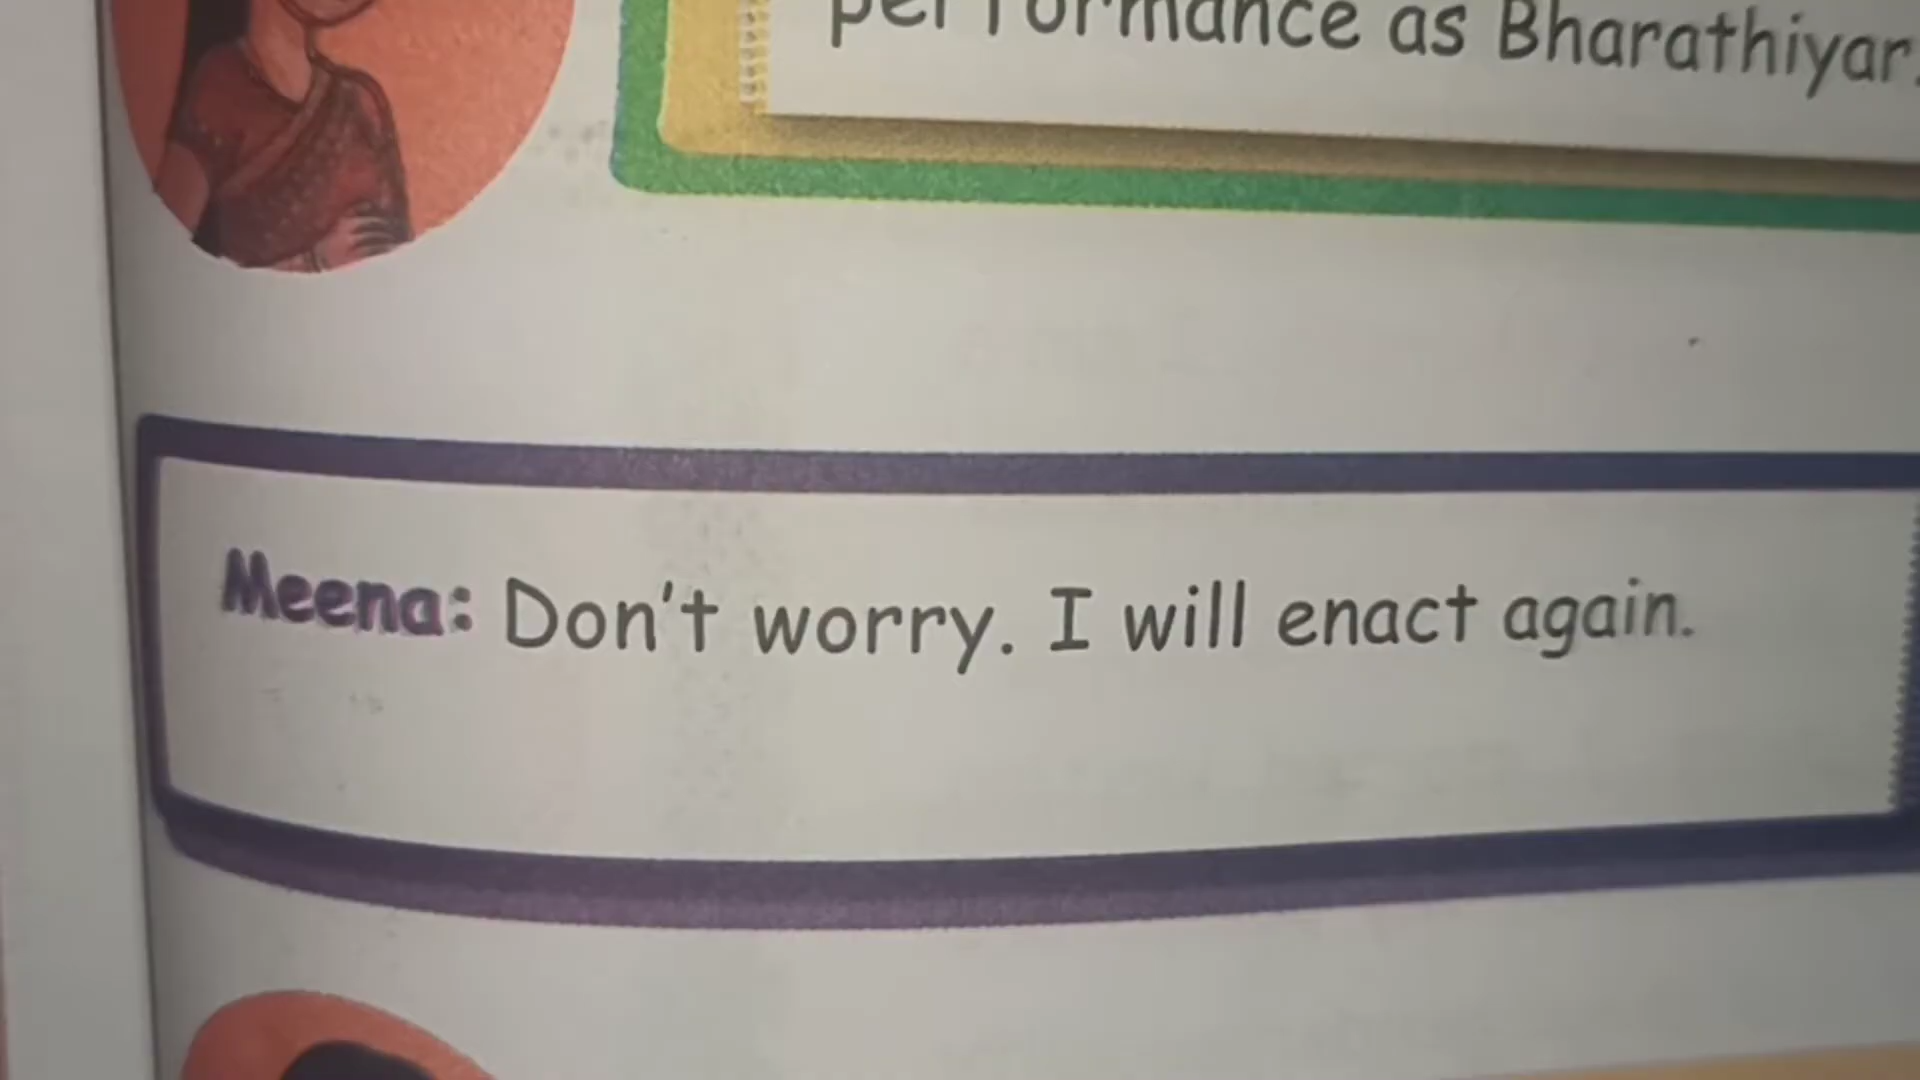 performance as Bharathiyar.
Meena: Don't worry. I will enact again.